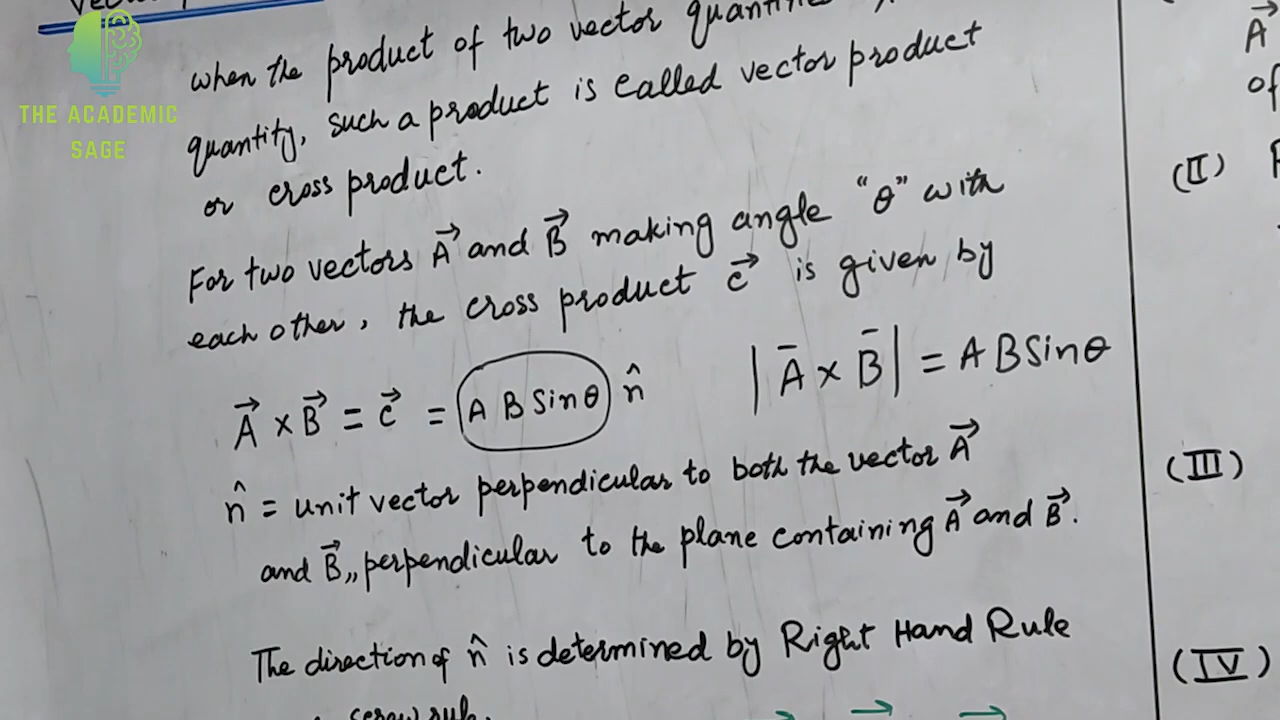 THE ACADEMIC
SAGE
when the product of two vector
quantity, such a product is called vector product
or cross product.
For two vectors A⃗ and B⃗ making angle "θ" with
each other, the cross product c⃗ is given by
A⃗ × B⃗ = c⃗ = A B Sinθ n̂
|A̅ × B̅| = A B Sinθ
n̂ = unit vector perpendicular to both the vector A⃗
and B⃗,, perpendicular to the plane containing A⃗ and B⃗.
The direction of n̂ is determined by Right Hand Rule
screw rule.
A⃗
of
(II)
(III)
(IV)